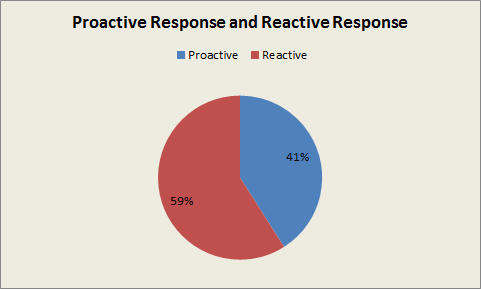 Proactive Response and Reactive Response
Proactive Reactive
41%
59%